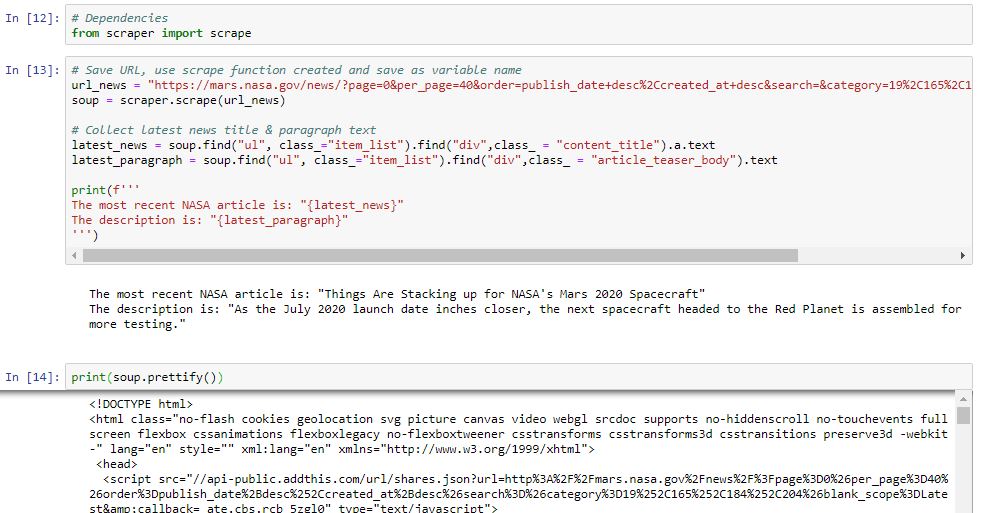 In [12]:
# Dependencies
from scraper import scrape
In [13]:
# Save URL, use scrape function created and save as variable name
url_news = "https://mars.nasa.gov/news/?page=0&per_page=40&order=publish_date+desc%2Ccreated_at+desc&search=&category=19%2C165%2C1
soup = scraper.scrape(url_news)
# Collect latest news title & paragraph text
latest_news = soup.find("ul", class_="item_list").find("div",class_ = "content_title").a.text
latest_paragraph = soup.find("ul", class_="item_list").find("div",class_ = "article_teaser_body").text
print(f'''
The most recent NASA article is: "{latest_news}"
The description is: "{latest_paragraph}"
''')
The most recent NASA article is: "Things Are Stacking up for NASA's Mars 2020 Spacecraft"
The description is: "As the July 2020 launch date inches closer, the next spacecraft headed to the Red Planet is assembled for
more testing."
In [14]:
print(soup.prettify())
<!DOCTYPE html>
<html class="no-flash cookies geolocation svg picture canvas video webgl srcdoc supports no-hiddenscroll no-touchevents full
screen flexbox cssanimations flexboxlegacy no-flexboxtweener csstransforms csstransforms3d csstransitions preserve3d -webkit
-" lang="en" style="" xml:lang="en" xmlns="http://www.w3.org/1999/xhtml">
<head>
<script src="//api-public.addthis.com/url/shares.json?url=http%3A%2F%2Fmars.nasa.gov%2Fnews%2F%3Fpage%3D0%26per_page%3D40%
26order%3Dpublish_date%2Bdesc%252Ccreated_at%2Bdesc%26search%3D%26category%3D19%252C165%252C184%252C204%26blank_scope%3DLate
st&amp;callback=_ate.cbs.rcb_5zgl0" type="text/javascript">